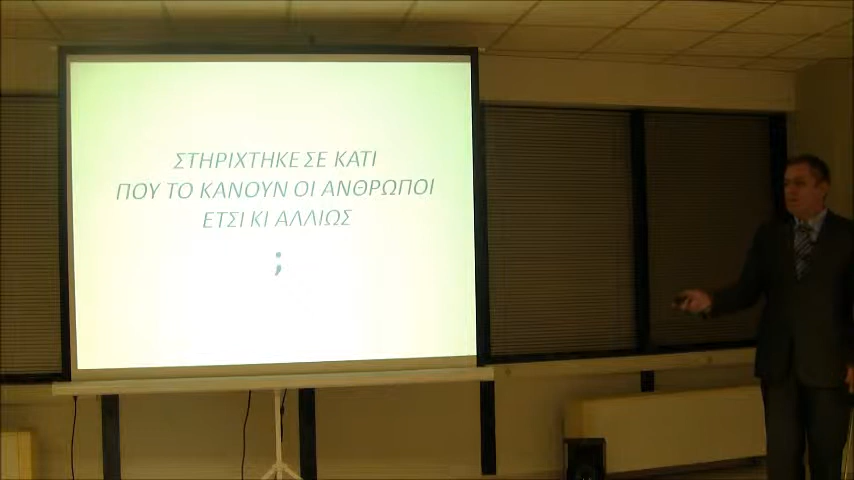 ΣΤΗΡΙΧΤΗΚΕ ΣΕ ΚΑΤΙ
ΠΟΥ ΤΟ ΚΑΝΟΥΝ ΟΙ ΑΝΘΡΩΠΟΙ
ΕΤΣΙ ΚΙ ΑΛΛΙΩΣ
;